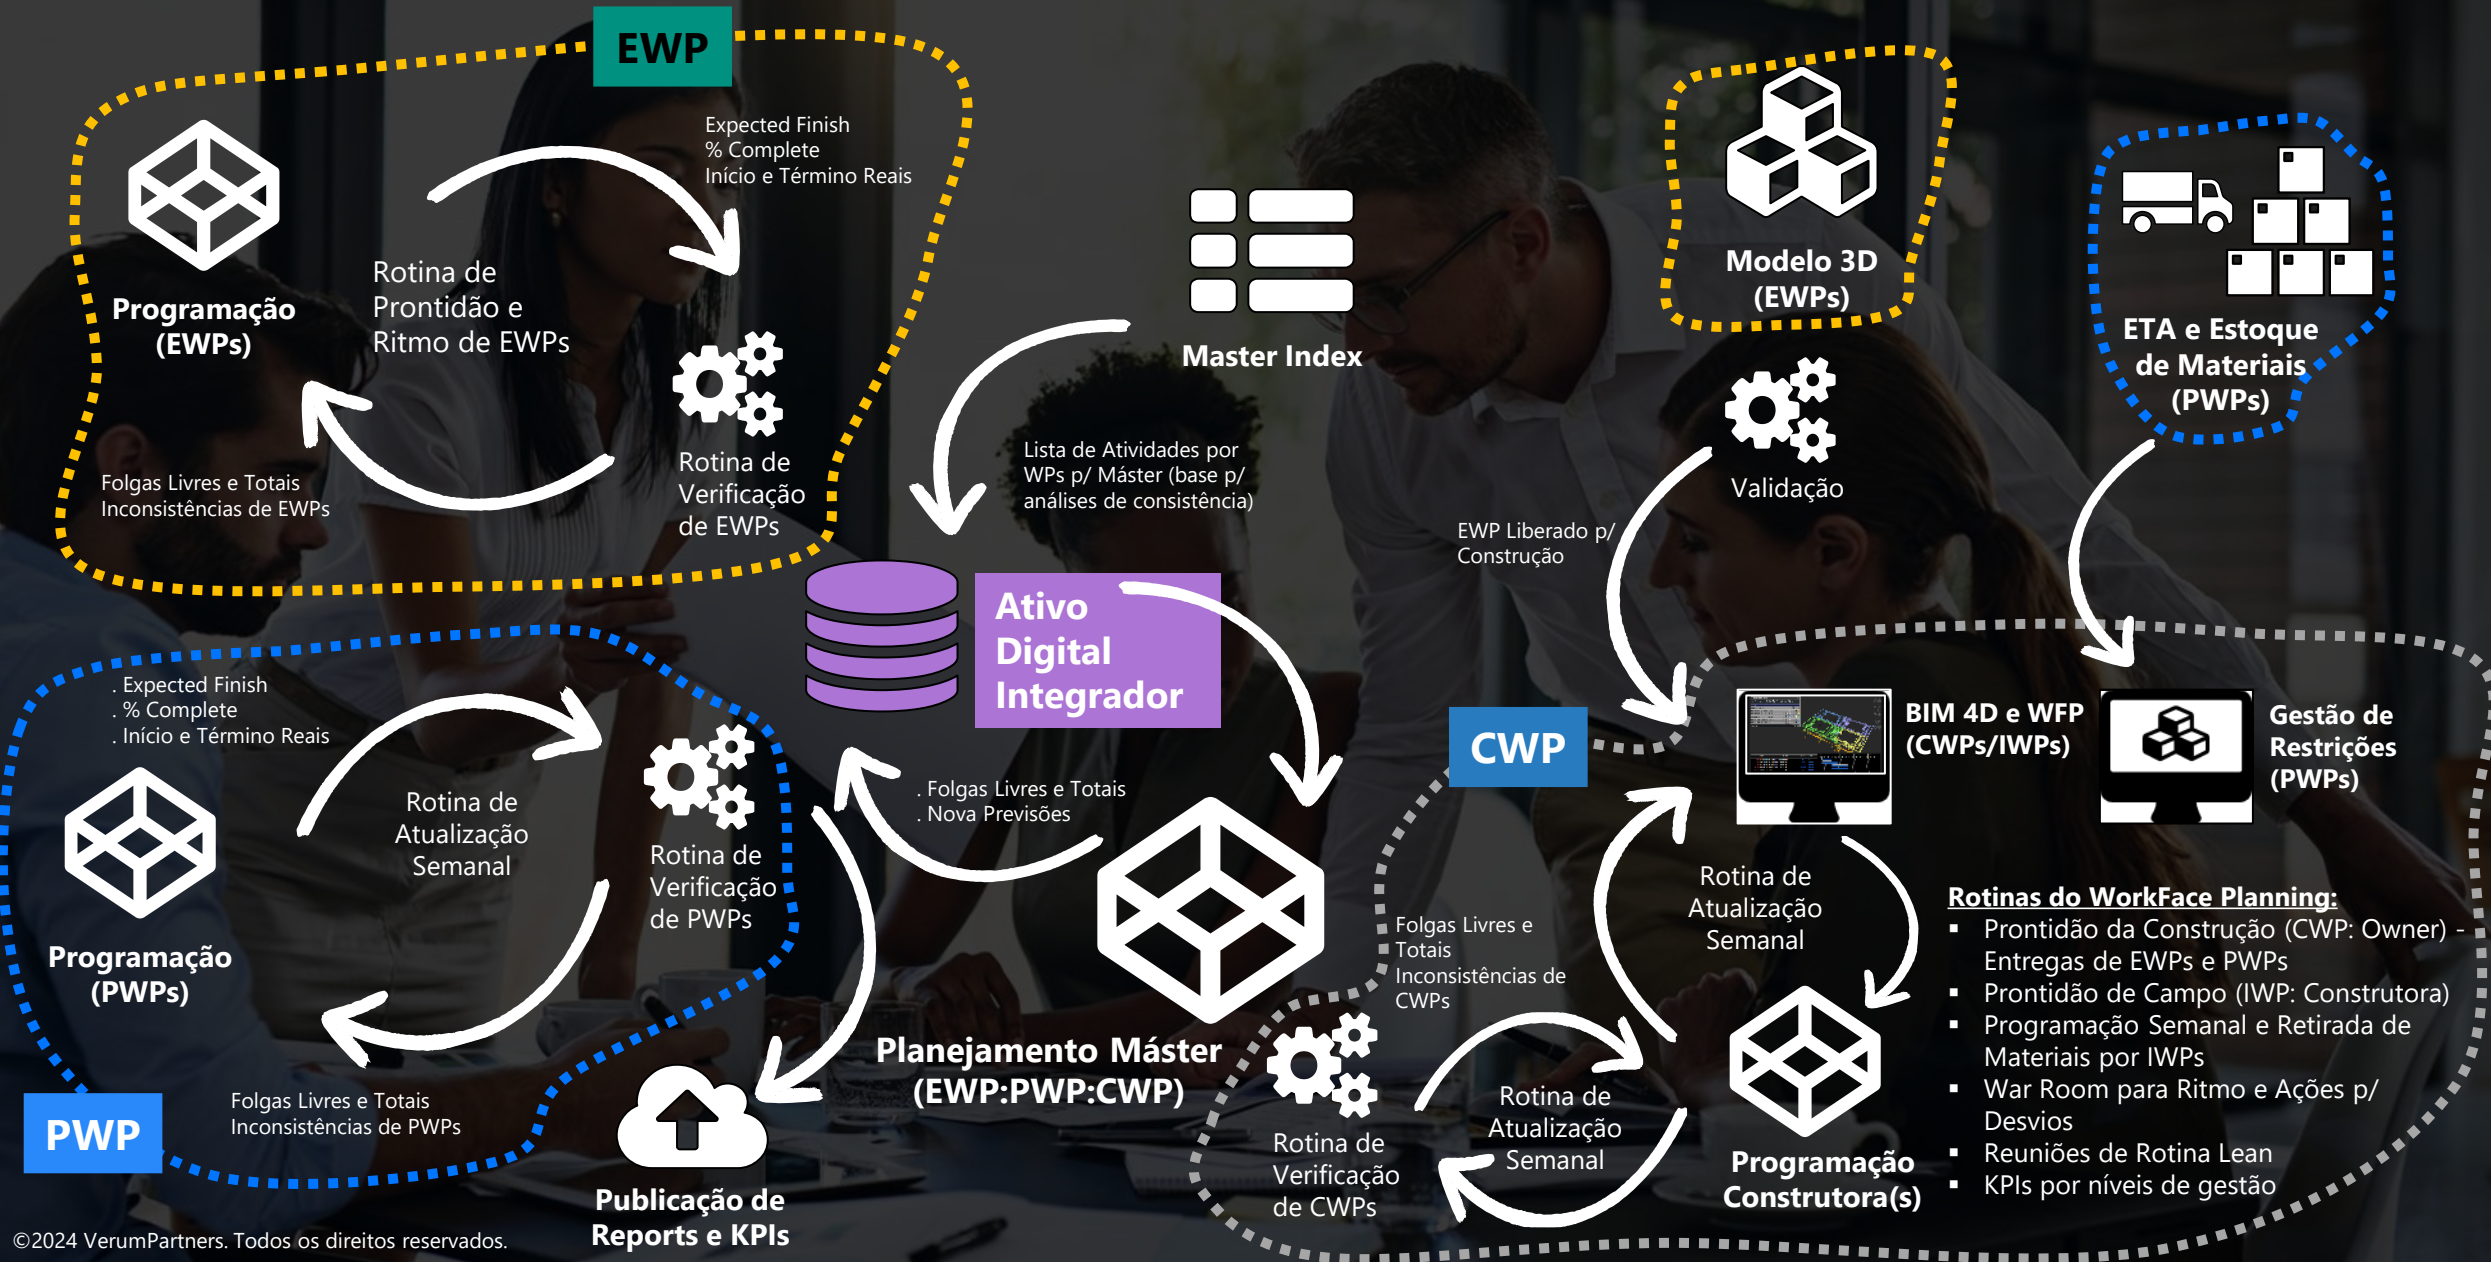 EWP
Expected Finish
% Complete
Início e Término Reais
Programação
(EWPs)
Rotina de
Prontidão e
Ritmo de EWPs
Folgas Livres e Totais
Inconsistências de EWPs
Rotina de
Verificação
de EWPs
Master Index
Lista de Atividades por
WPs p/ Máster (base p/
análises de consistência)
Modelo 3D
(EWPs)
Validação
EWP Liberado p/
Construção
ETA e Estoque
de Materiais
(PWPs)
Ativo
Digital
Integrador
. Expected Finish
. % Complete
. Início e Término Reais
Programação
(PWPs)
Rotina de
Atualização
Semanal
Rotina de
Verificação
de PWPs
PWP
Folgas Livres e Totais
Inconsistências de PWPs
. Folgas Livres e Totais
. Nova Previsões
Planejamento Máster
(EWP:PWP:CWP)
Publicação de
Reports e KPIs
CWP
BIM 4D e WFP
(CWPs/IWPs)
Gestão de
Restrições
(PWPs)
Rotina de
Atualização
Semanal
Folgas Livres e
Totais
Inconsistências de
CWPs
Rotina de
Verificação
de CWPs
Rotina de
Atualização
Semanal
Programação
Construtora(s)
Rotinas do WorkFace Planning:
▪ Prontidão da Construção (CWP: Owner) -
Entregas de EWPs e PWPs
▪ Prontidão de Campo (IWP: Construtora)
▪ Programação Semanal e Retirada de
Materiais por IWPs
▪ War Room para Ritmo e Ações p/
Desvios
▪ Reuniões de Rotina Lean
▪ KPIs por níveis de gestão
©2024 VerumPartners. Todos os direitos reservados.